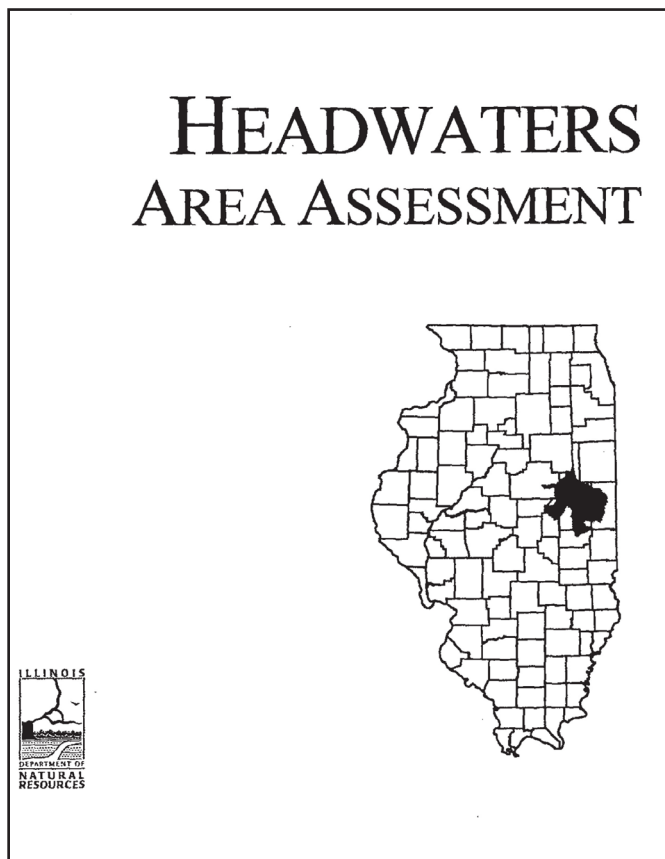 HEADWATERS
AREA ASSESSMENT
ILLINOIS
DEPARTMENT OF
NATURAL
RESOURCES